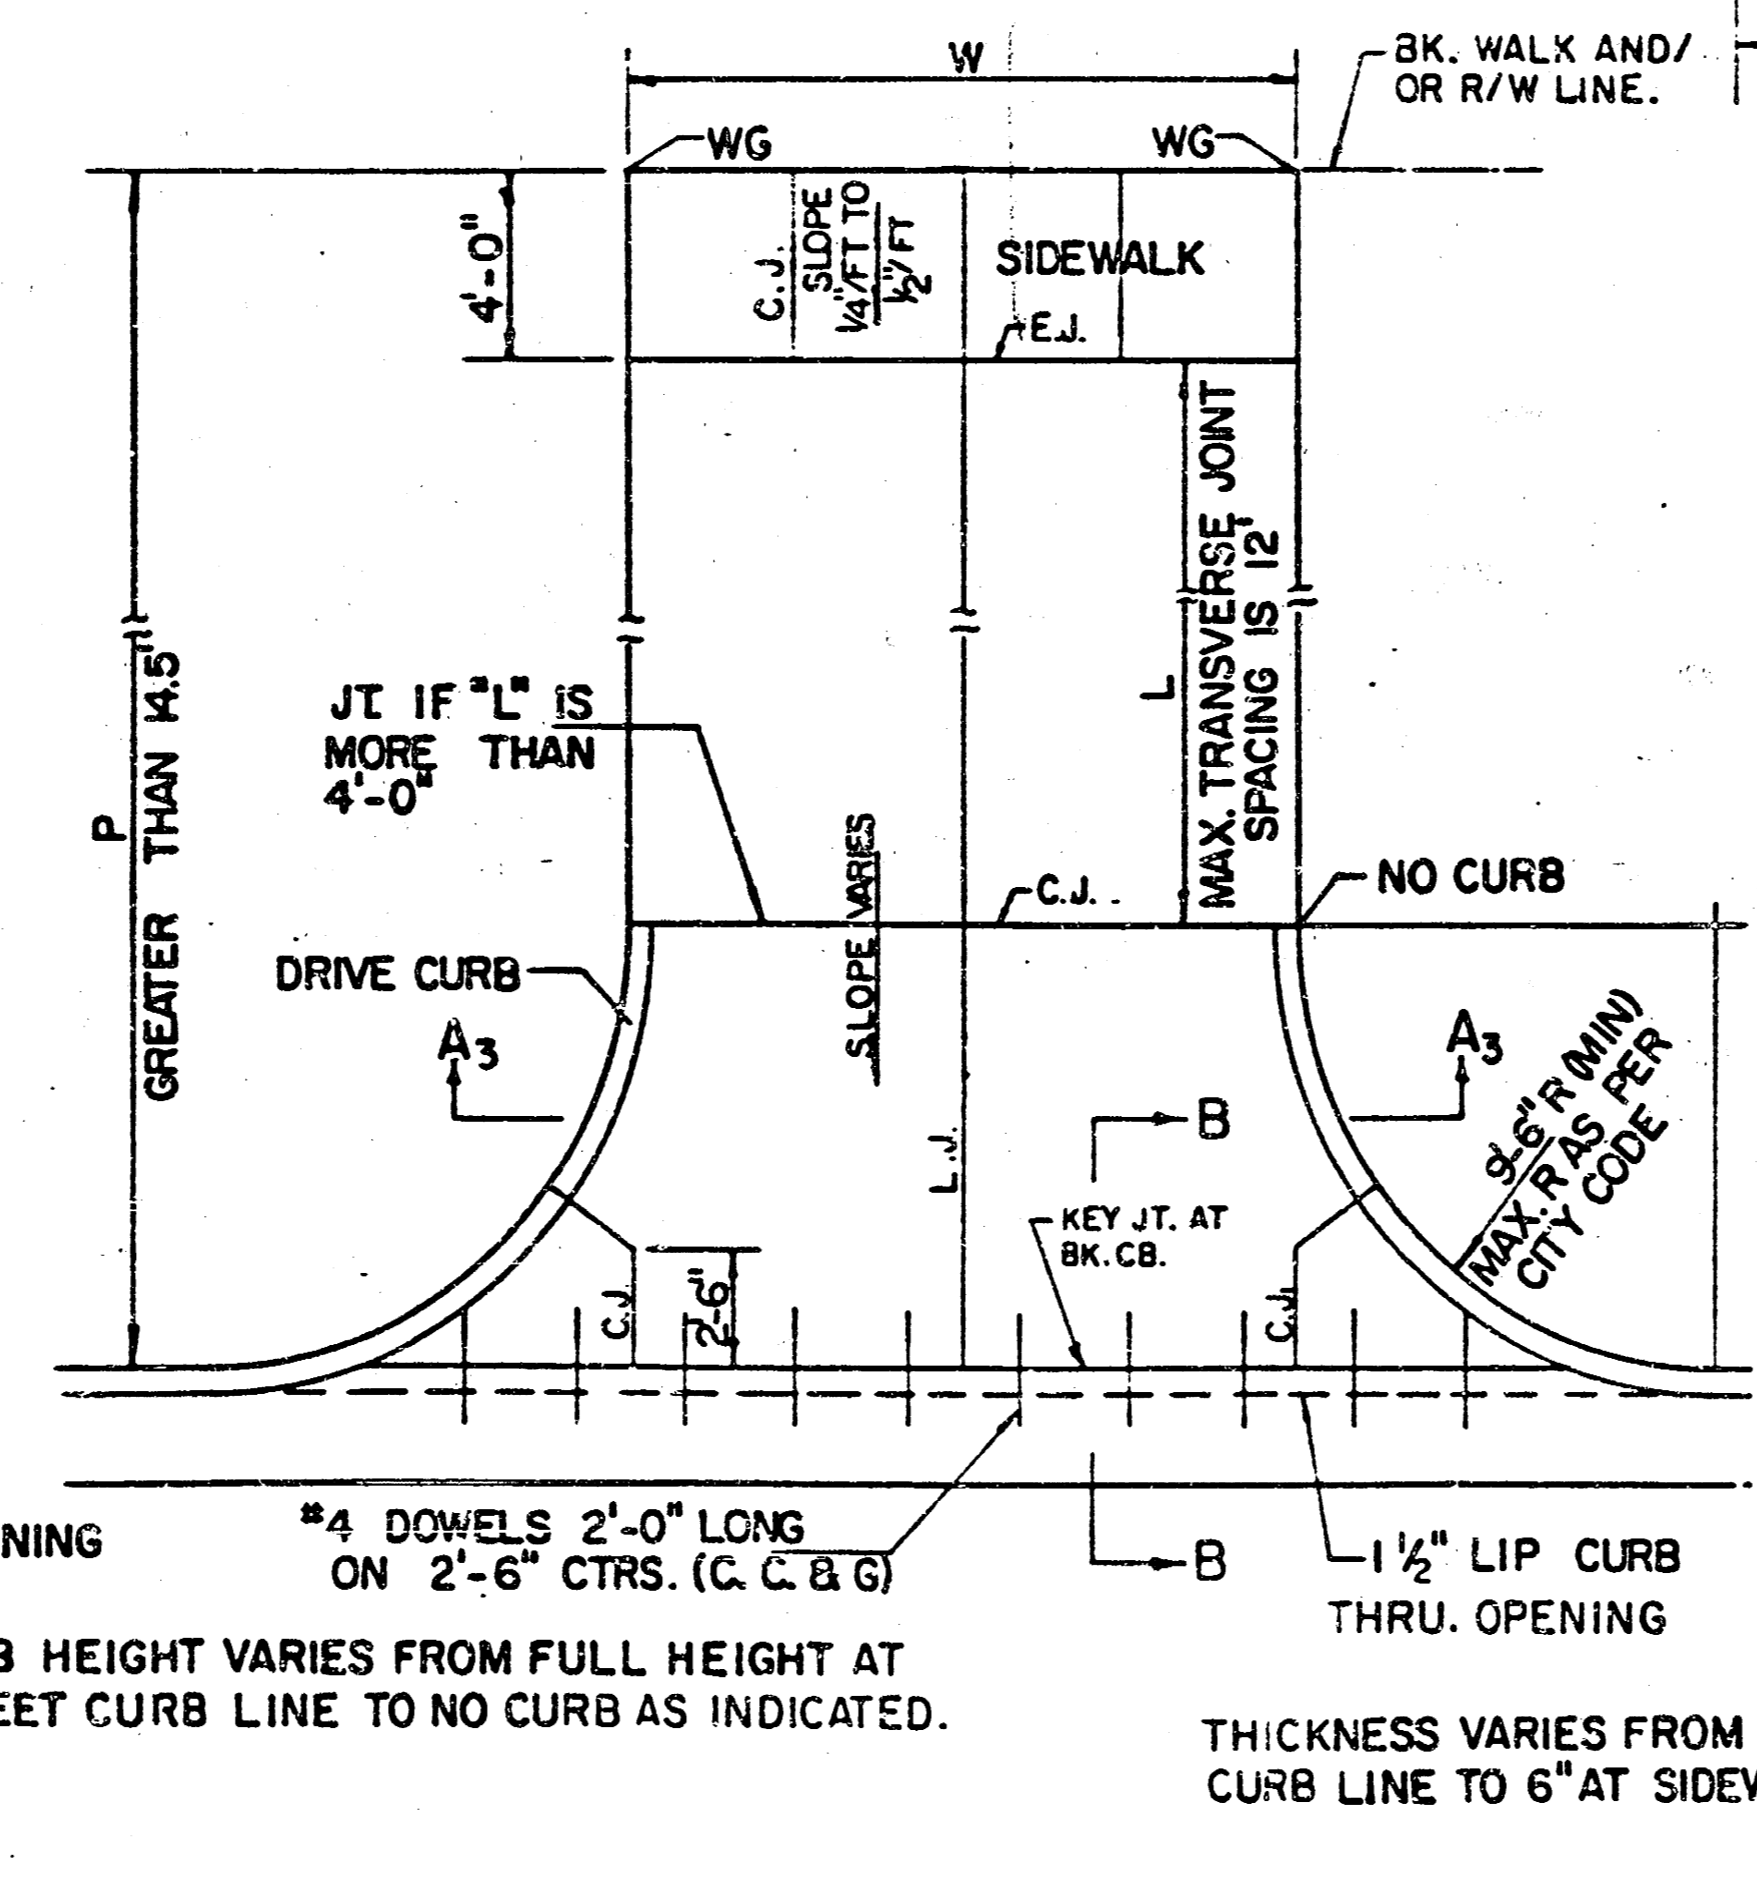 W
BK. WALK AND/
OR R/W LINE.
WG
WG
4'-0"
C.J.
SLOPE
1/4"/FT TO
1/2"/FT
SIDEWALK
E.J.
P
GREATER THAN 14.5'
JT. IF "L" IS
MORE THAN
4'-0"
L
MAX. TRANSVERSE JOINT
SPACING IS 12'
SLOPE VARIES
C.J.
NO CURB
DRIVE CURB
A3
A3
9'-6" R (MIN)
MAX. R AS PER
CITY CODE
B
L.J.
KEY JT. AT
BK. CB.
C.J.
2'-6"
C.J.
NING
#4 DOWELS 2'-0" LONG
ON 2'-6" CTRS. (C. C. & G)
B
1 1/2" LIP CURB
THRU. OPENING
B HEIGHT VARIES FROM FULL HEIGHT AT
EET CURB LINE TO NO CURB AS INDICATED.
THICKNESS VARIES FROM
CURB LINE TO 6" AT SIDEW